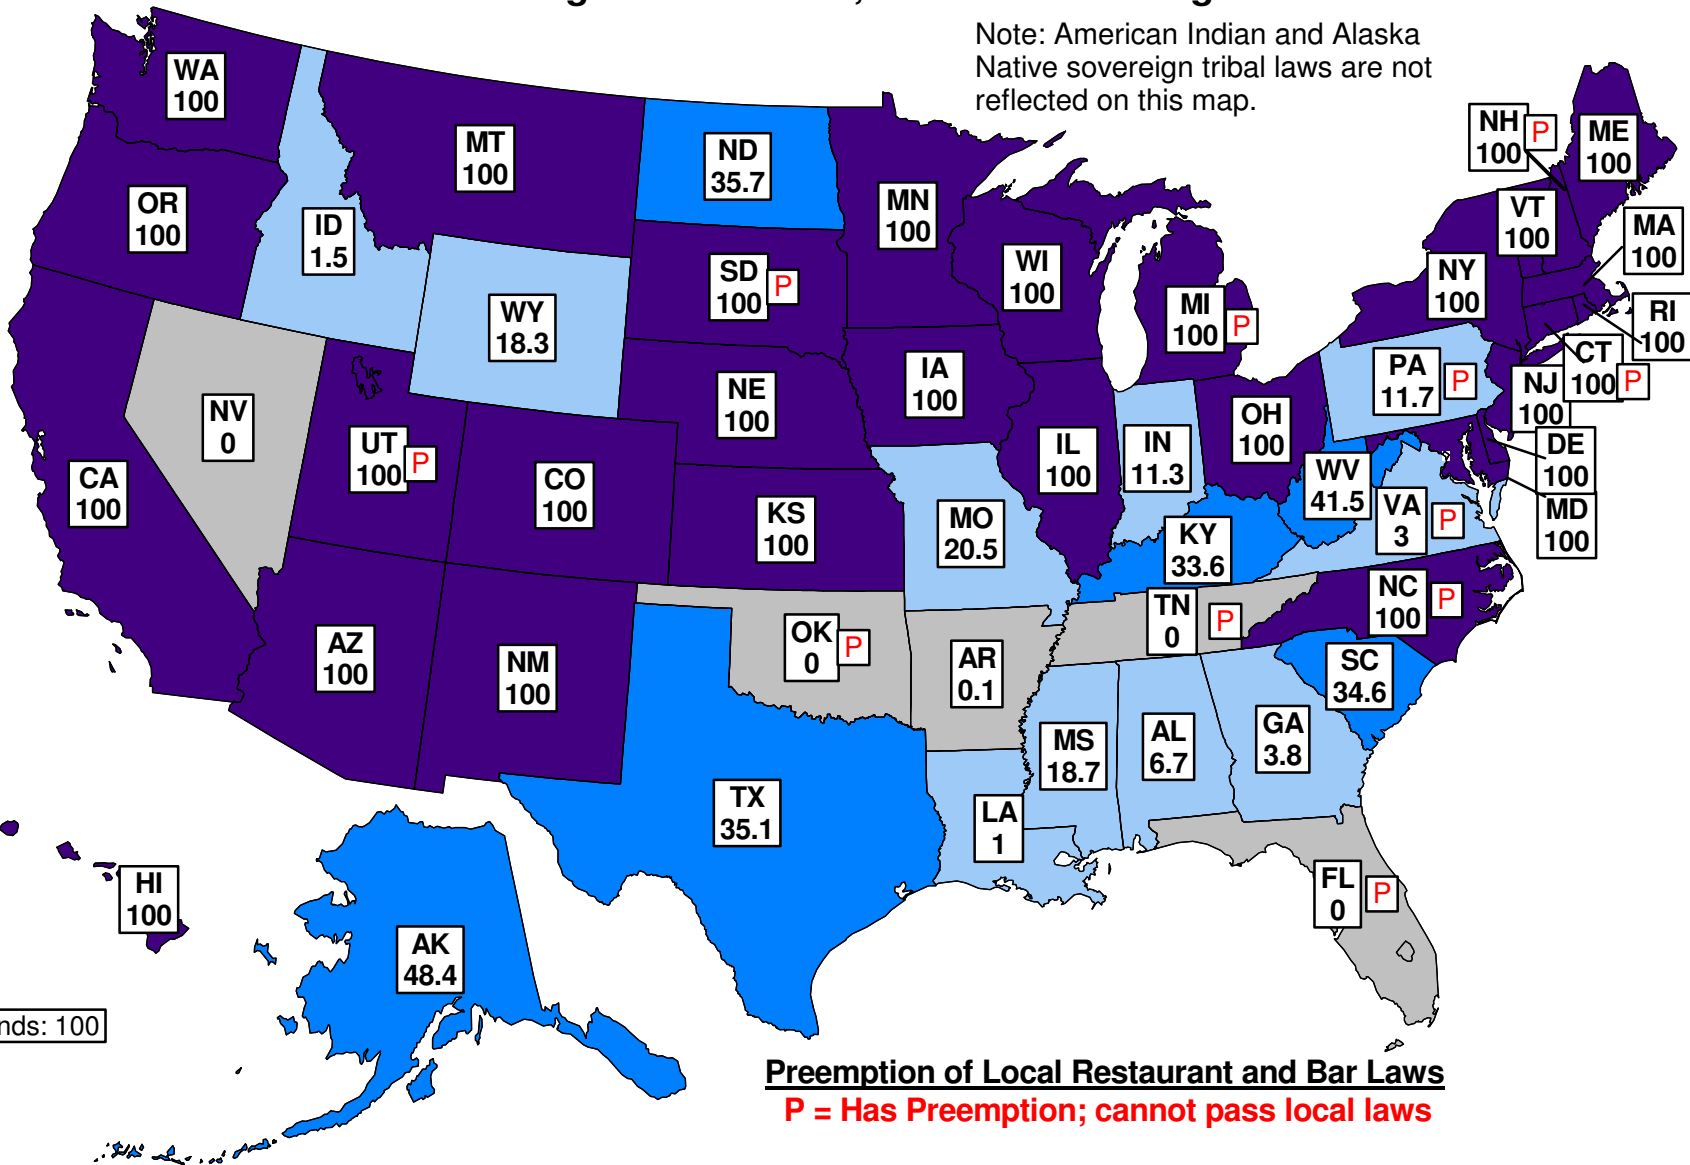 Note: American Indian and Alaska
Native sovereign tribal laws are not
reflected on this map.
WA
100
MT
100
ND
35.7
MN
100
NH
100
P
ME
100
OR
100
ID
1.5
VT
100
MA
100
SD
100
P
WI
100
NY
100
WY
18.3
MI
100
P
RI
100
CT
100
P
PA
11.7
P
NJ
100
IA
100
NE
100
NV
0
UT
100
P
OH
100
IN
11.3
IL
100
DE
100
CA
100
CO
100
WV
41.5
VA
3
P
MD
100
KS
100
MO
20.5
KY
33.6
NC
100
P
TN
0
P
AZ
100
NM
100
OK
0
P
AR
0.1
SC
34.6
MS
18.7
AL
6.7
GA
3.8
TX
35.1
LA
1
HI
100
FL
0
P
AK
48.4
100
Preemption of Local Restaurant and Bar Laws
P = Has Preemption; cannot pass local laws